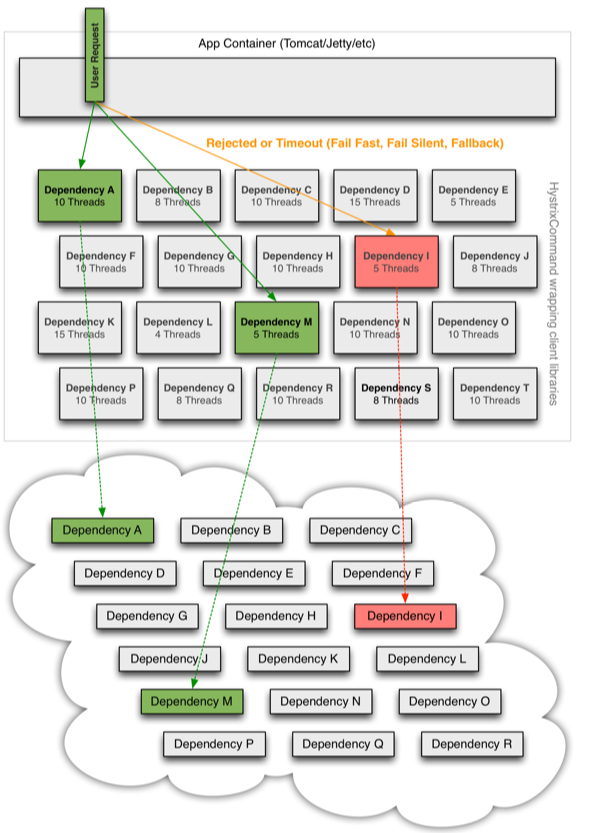 User Request
App Container (Tomcat/Jetty/etc)
Rejected or Timeout (Fail Fast, Fail Silent, Fallback)
Dependency A
10 Threads
Dependency B
8 Threads
Dependency C
10 Threads
Dependency D
15 Threads
Dependency E
5 Threads
Dependency F
10 Threads
Dependency G
10 Threads
Dependency H
10 Threads
Dependency I
5 Threads
Dependency J
8 Threads
Dependency K
15 Threads
Dependency L
4 Threads
Dependency M
5 Threads
Dependency N
10 Threads
Dependency O
10 Threads
Dependency P
10 Threads
Dependency Q
8 Threads
Dependency R
10 Threads
Dependency S
8 Threads
Dependency T
10 Threads
HystrixCommand wrapping client libraries
Dependency A
Dependency B
Dependency C
Dependency D
Dependency E
Dependency F
Dependency G
Dependency H
Dependency I
Dependency J
Dependency K
Dependency L
Dependency M
Dependency N
Dependency O
Dependency P
Dependency Q
Dependency R